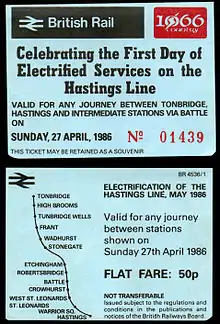 British Rail
1066
Country
Celebrating the First Day of
Electrified Services on the
Hastings Line
VALID FOR ANY JOURNEY BETWEEN TONBRIDGE,
HASTINGS AND INTERMEDIATE STATIONS VIA BATTLE
ON
SUNDAY, 27 APRIL, 1986
Nº 01439
THIS TICKET MAY BE RETAINED AS A SOUVENIR
BR 4536/1
TONBRIDGE
HIGH BROOMS
TUNBRIDGE WELLS
FRANT
WADHURST
STONEGATE
ETCHINGHAM
ROBERTSBRIDGE
BATTLE
CROWHURST
WEST ST. LEONARDS
ST. LEONARDS
WARRIOR SQ.
HASTINGS
ELECTRIFICATION OF THE
HASTINGS LINE, MAY 1986
Valid for any journey
between stations
shown on
Sunday 27th April 1986
FLAT FARE: 50p
NOT TRANSFERABLE
Issued subject to the regulations and
conditions in the publications and
notices of the British Railways Board.